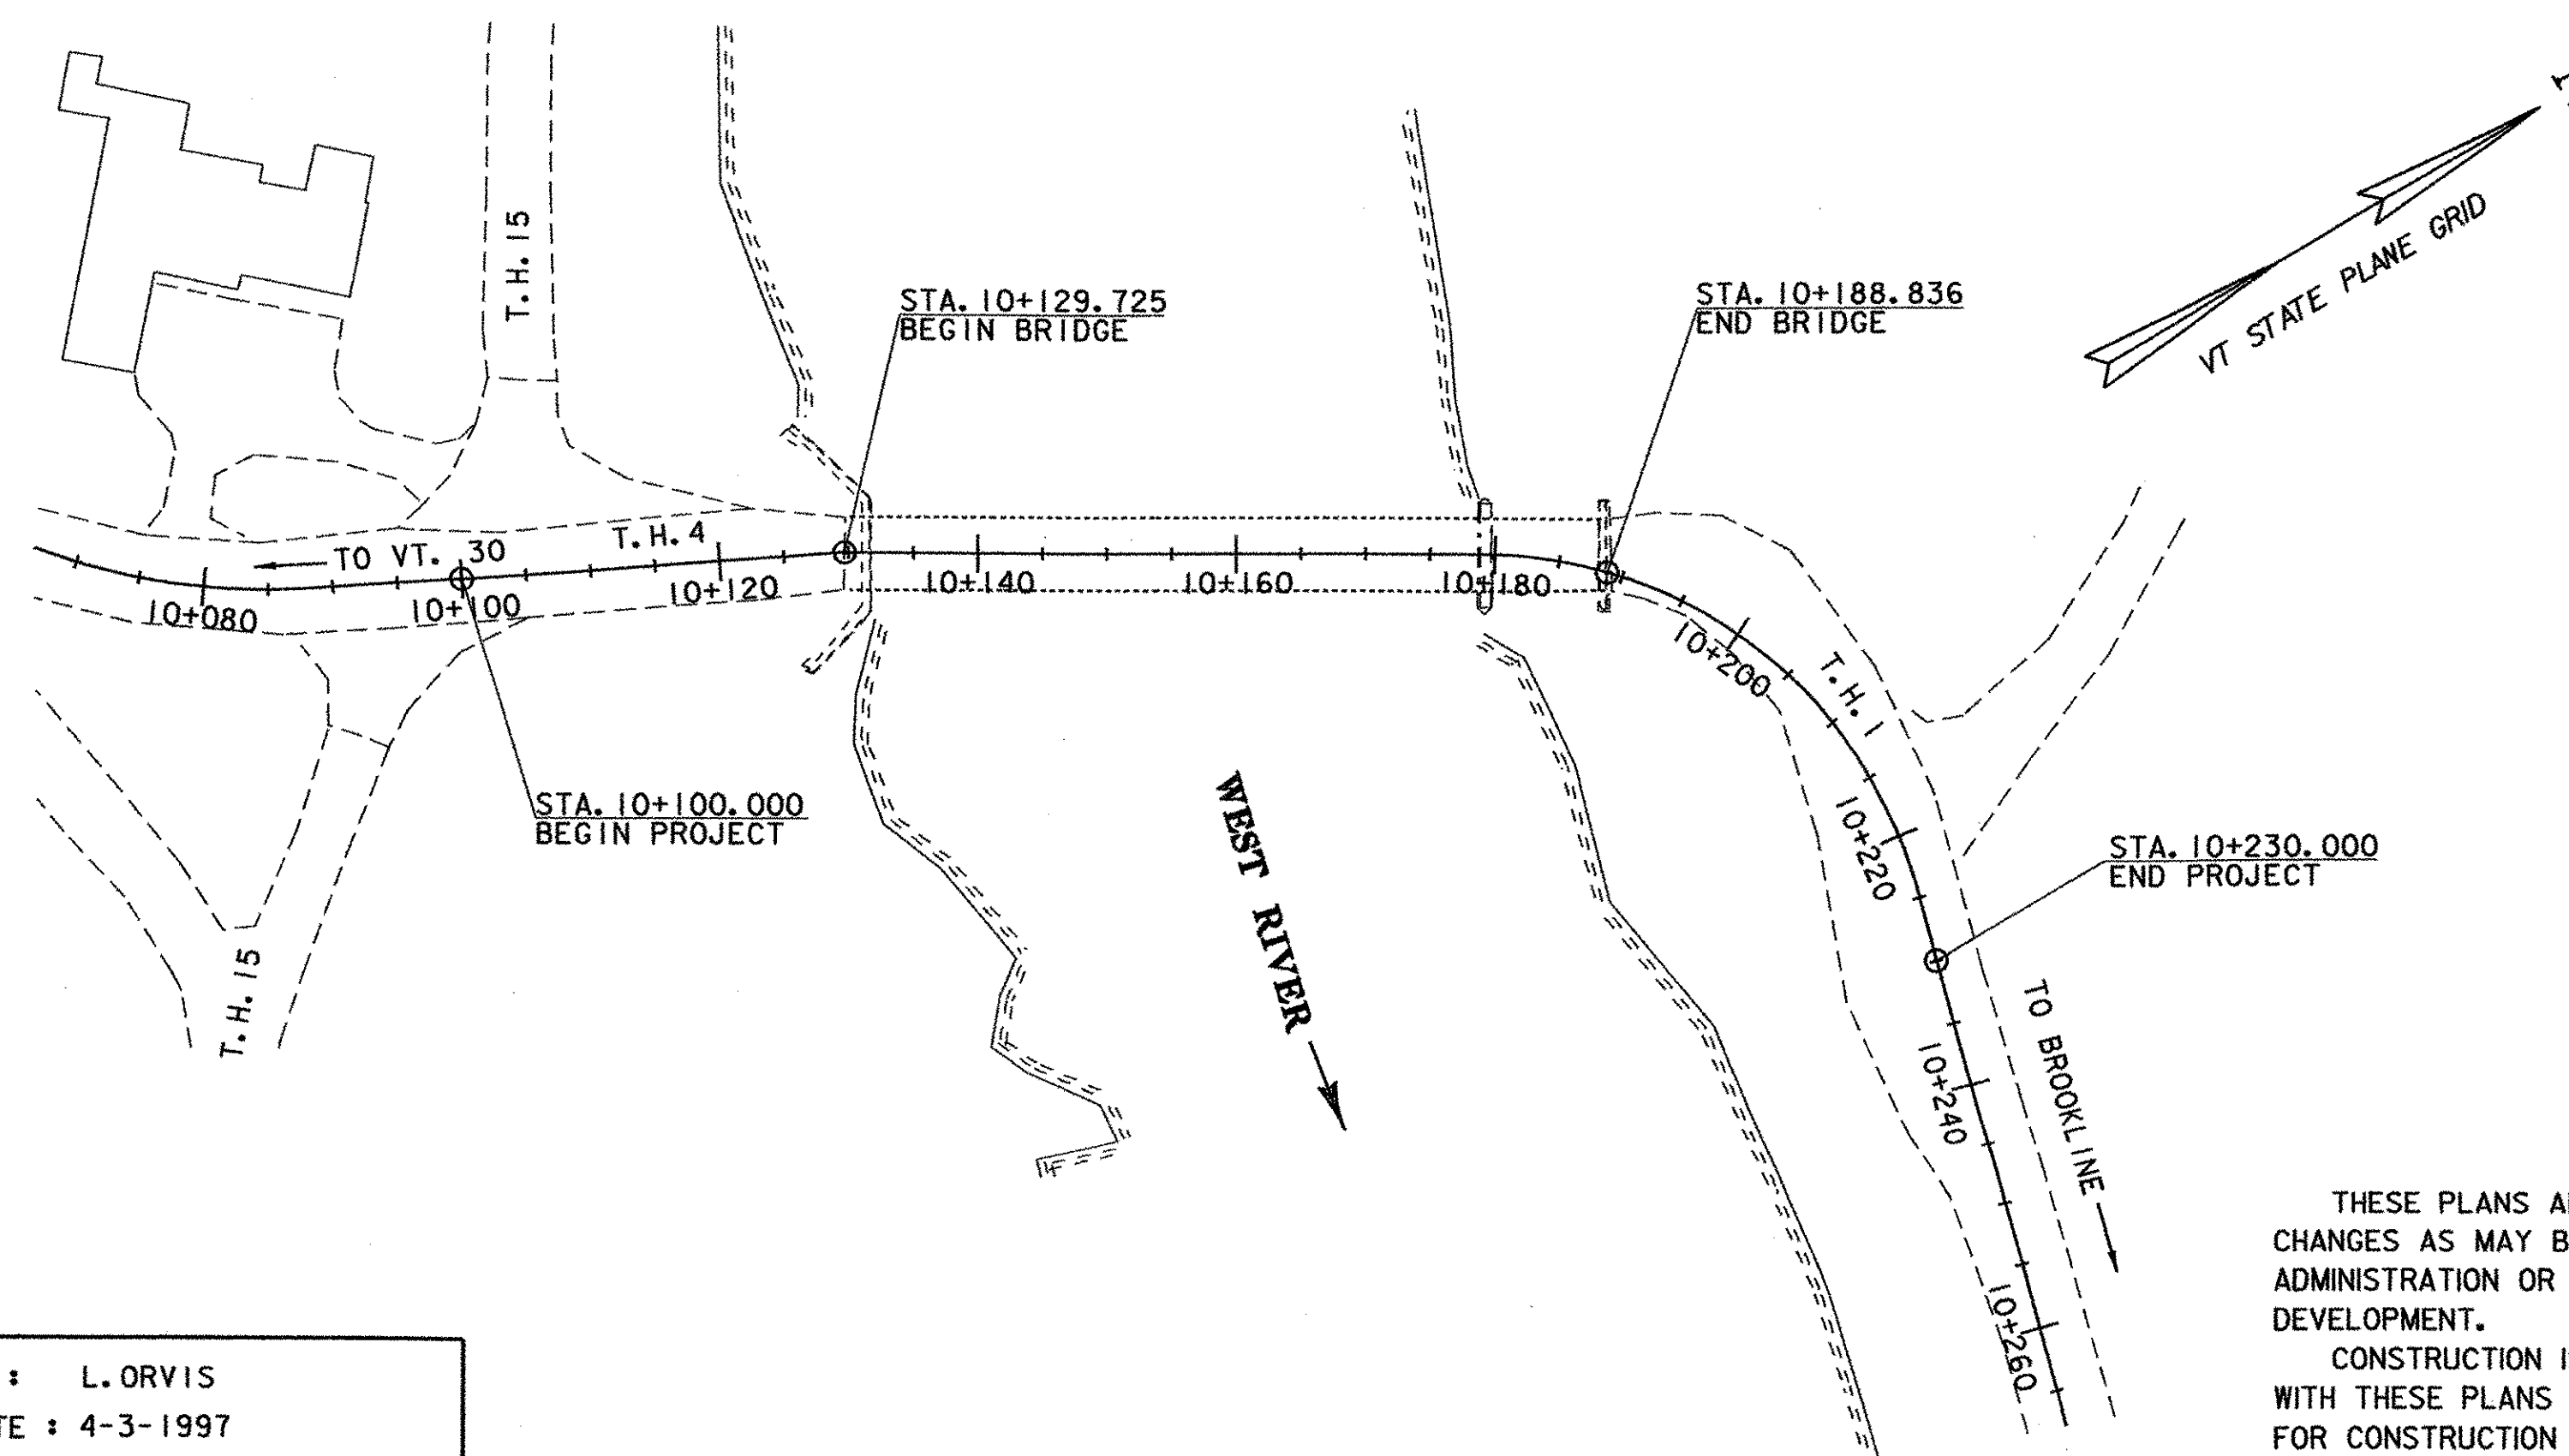 T.H. 15
STA. 10+129.725
BEGIN BRIDGE
STA. 10+188.836
END BRIDGE
VT STATE PLANE GRID
TO VT. 30
T.H. 4
10+080
10+100
10+120
10+140
10+160
10+180
10+200
T.H. 1
10+220
10+240
10+260
STA. 10+100.000
BEGIN PROJECT
WEST RIVER
STA. 10+230.000
END PROJECT
T.H. 15
TO BROOKLINE
THESE PLANS
CHANGES AS MAY
ADMINISTRATION OR
DEVELOPMENT.
CONSTRUCTION
WITH THESE PLANS
FOR CONSTRUCTION
: L. ORVIS
TE : 4-3-1997